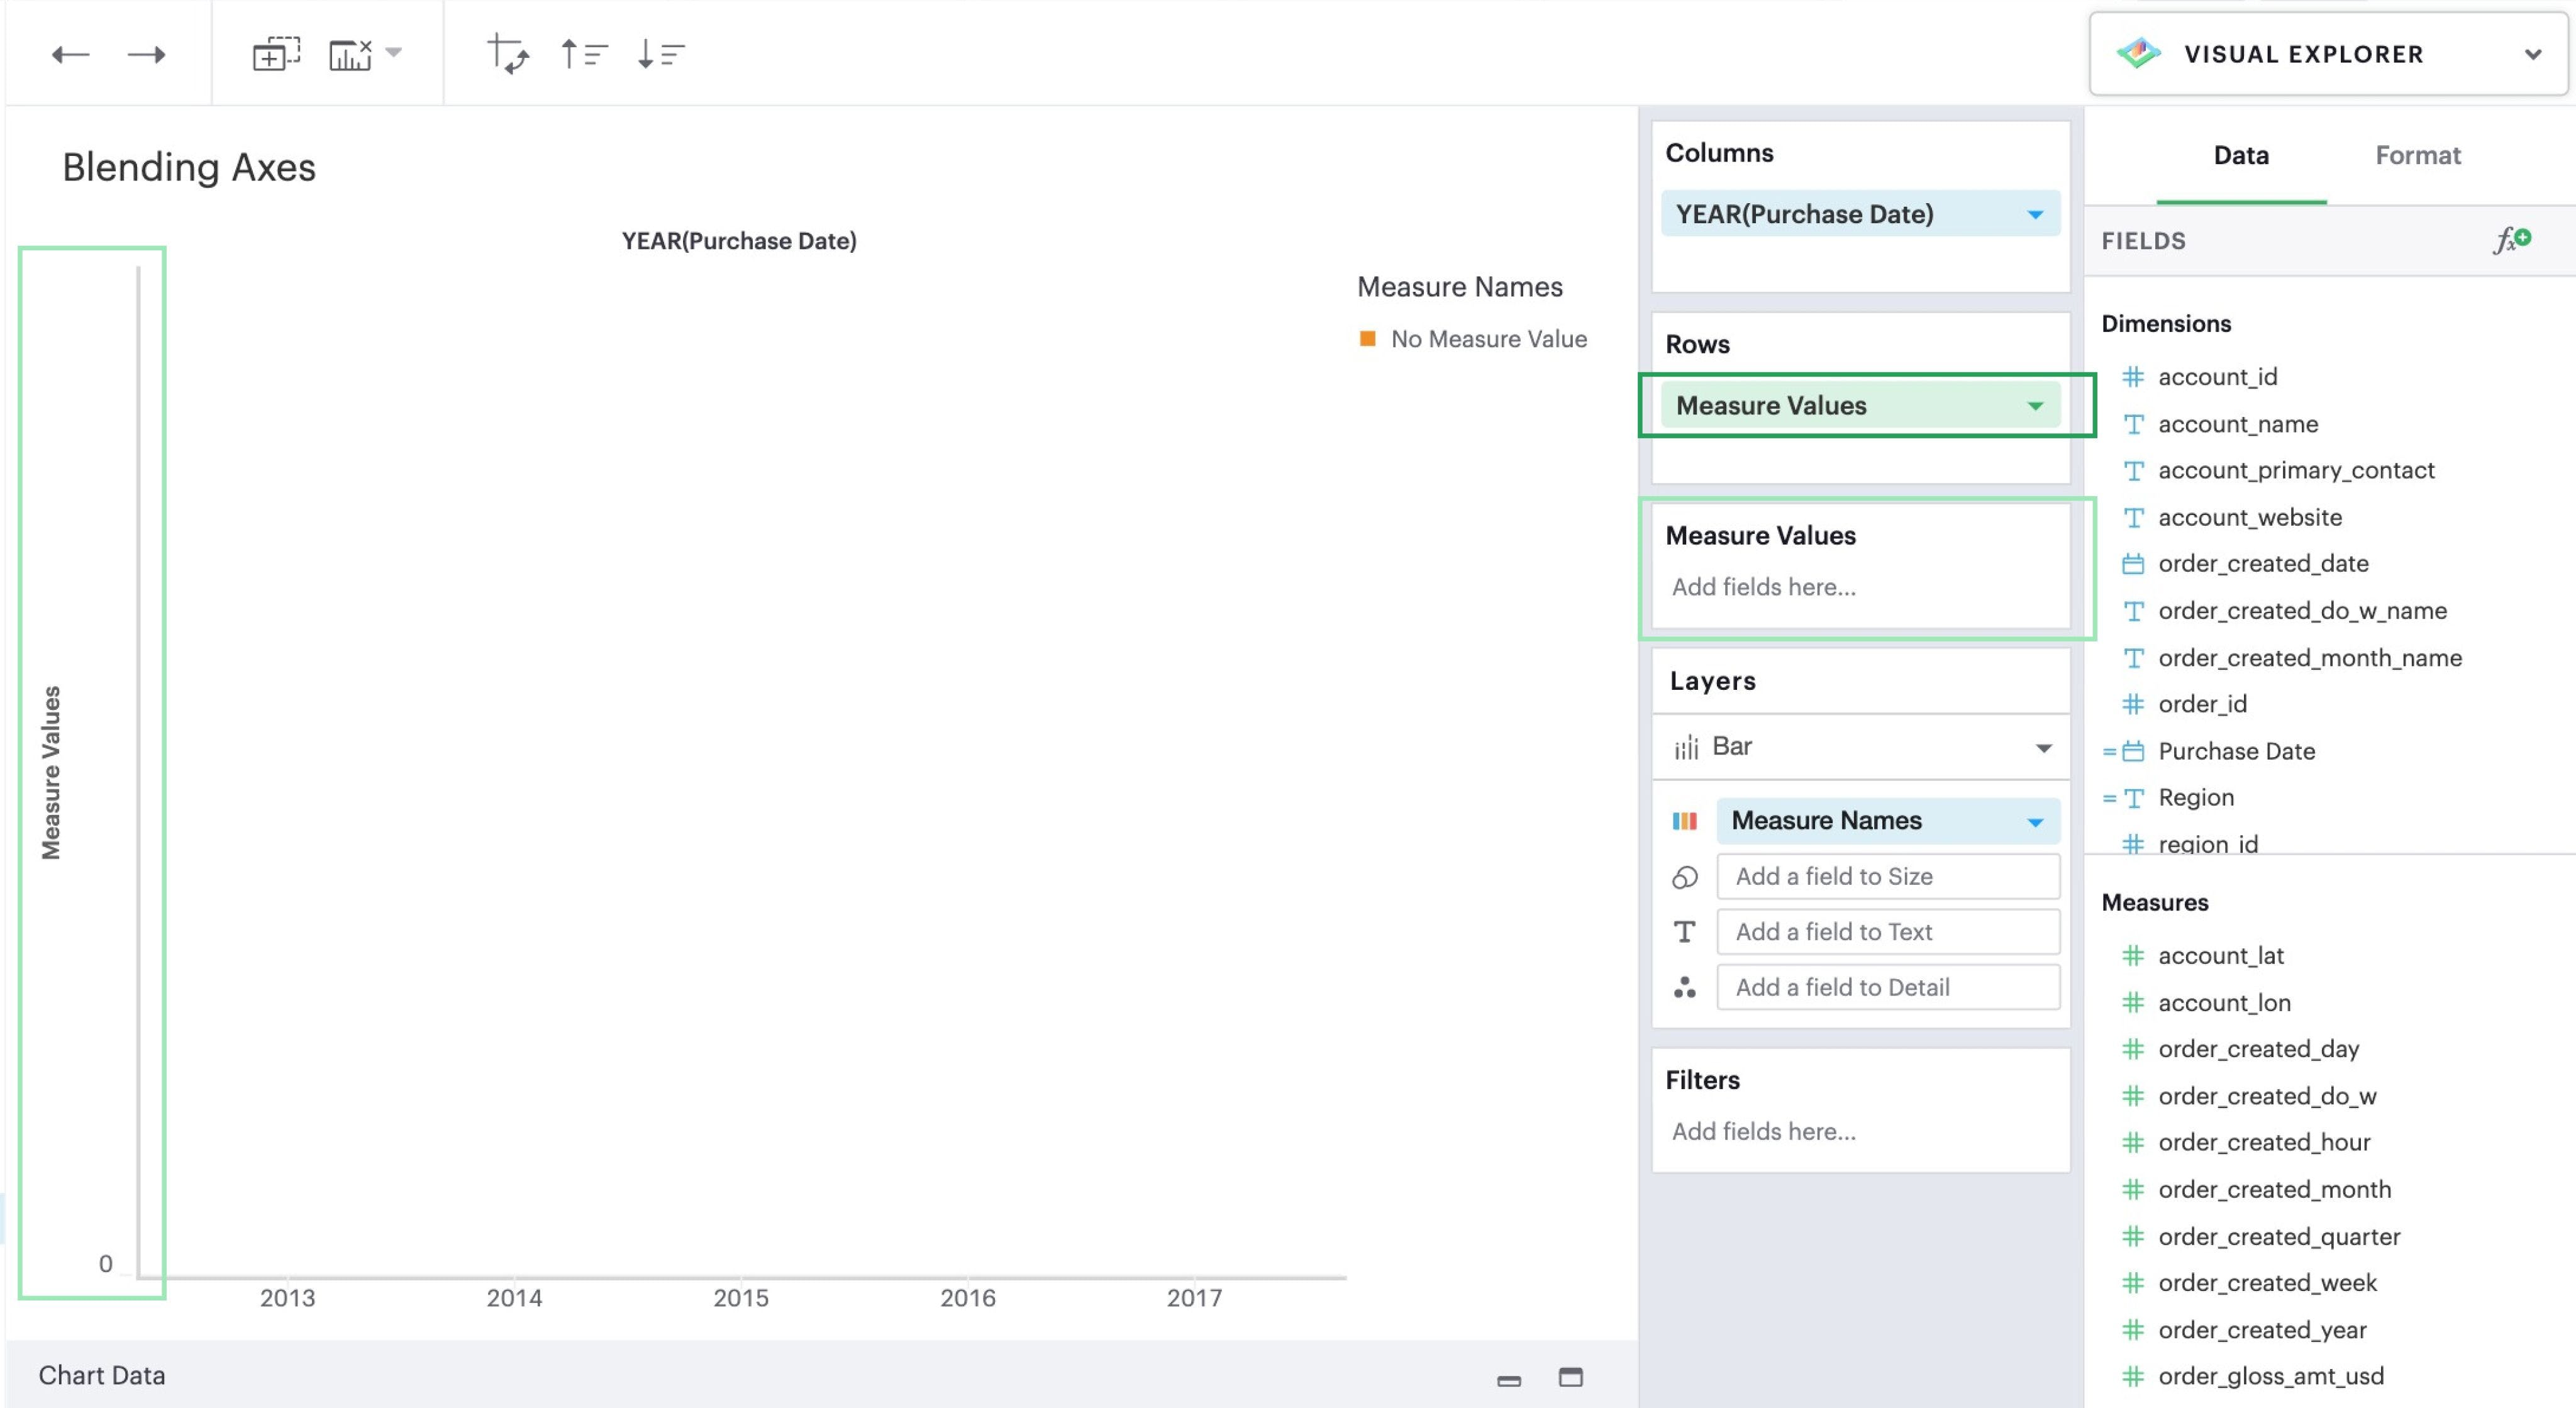 VISUAL EXPLORER
Blending Axes
YEAR(Purchase Date)
Measure Names
No Measure Value
Measure Values
0
2013 2014 2015 2016 2017
Chart Data
Columns
YEAR(Purchase Date)
Rows
Measure Values
Measure Values
Add fields here...
Layers
Bar
Measure Names
Add a field to Size
Add a field to Text
Add a field to Detail
Filters
Add fields here...
Data Format
FIELDS
Dimensions
account_id
account_name
account_primary_contact
account_website
order_created_date
order_created_do_w_name
order_created_month_name
order_id
Purchase Date
Region
region_id
Measures
account_lat
account_lon
order_created_day
order_created_do_w
order_created_hour
order_created_month
order_created_quarter
order_created_week
order_created_year
order_gloss_amt_usd